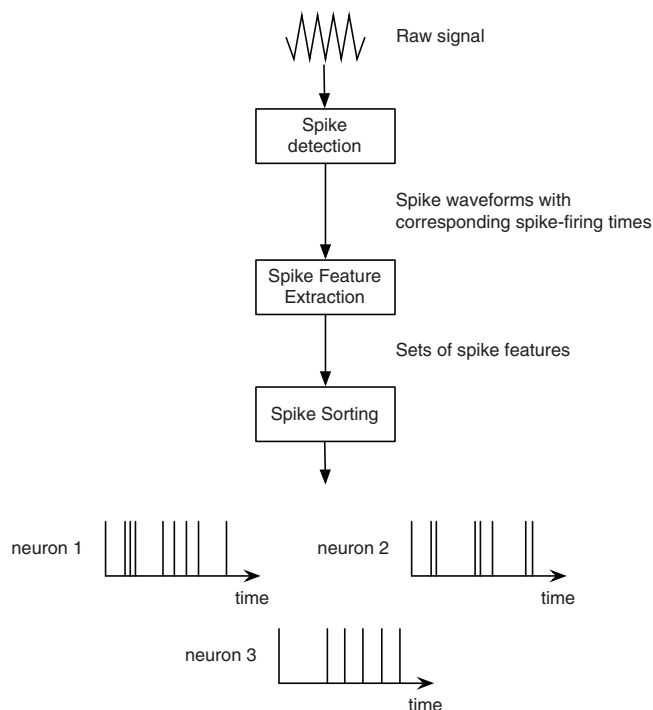 Raw signal
Spike
detection
Spike waveforms with
corresponding spike-firing times
Spike Feature
Extraction
Sets of spike features
Spike Sorting
neuron 1
time
neuron 2
time
neuron 3
time